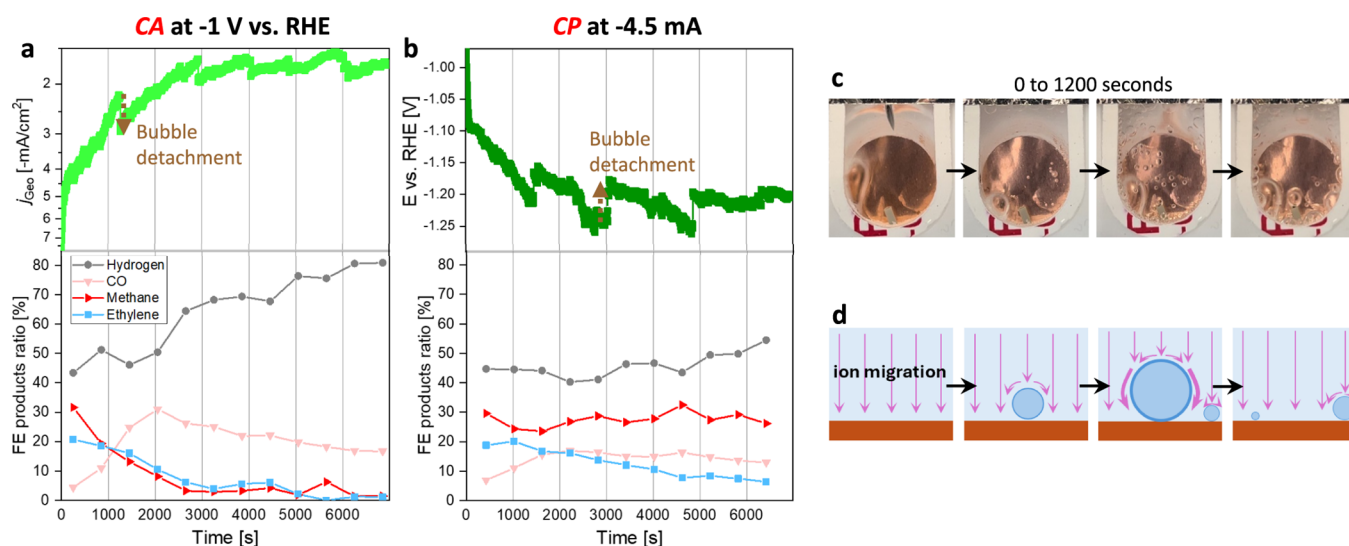 CA at -1 V vs. RHE
CP at -4.5 mA
a
2
3
4
5
6
7
jGeo [-mA/cm²]
Bubble
detachment
b
-1.00
-1.05
-1.10
-1.15
-1.20
-1.25
E vs. RHE [V]
Bubble
detachment
80
70
60
50
40
30
20
10
0
FE products ratio [%]
Hydrogen
CO
Methane
Ethylene
0 1000 2000 3000 4000 5000 6000
Time [s]
80
70
60
50
40
30
20
10
0
FE products ratio [%]
0 1000 2000 3000 4000 5000 6000
Time [s]
c
0 to 1200 seconds
d
ion migration